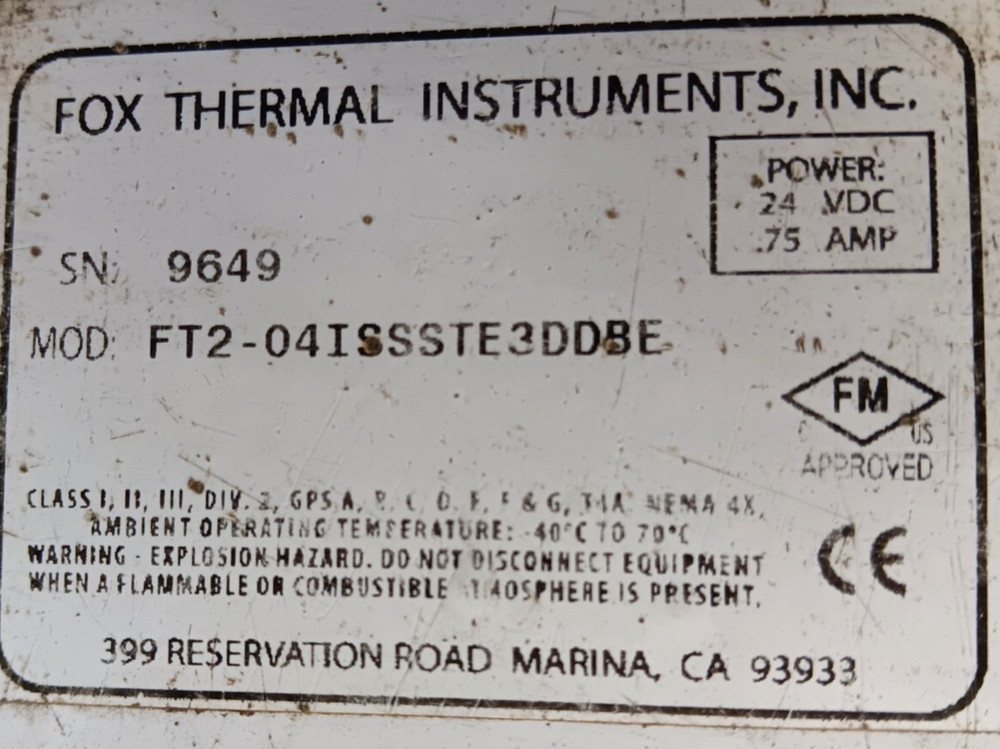 FOX THERMAL INSTRUMENTS, INC.
POWER:
24 VDC
.75 AMP
SN: 9649
MOD: FT2-04ISSSTE3DDBE
FM
C US
APPROVED
CLASS I, II, III, DIV. 2, GPS A, B, C, D, E, F & G, T4A NEMA 4X,
AMBIENT OPERATING TEMPERATURE: -40°C TO 70°C
WARNING - EXPLOSION HAZARD. DO NOT DISCONNECT EQUIPMENT
WHEN A FLAMMABLE OR COMBUSTIBLE ATMOSPHERE IS PRESENT.
CE
399 RESERVATION ROAD MARINA, CA 93933